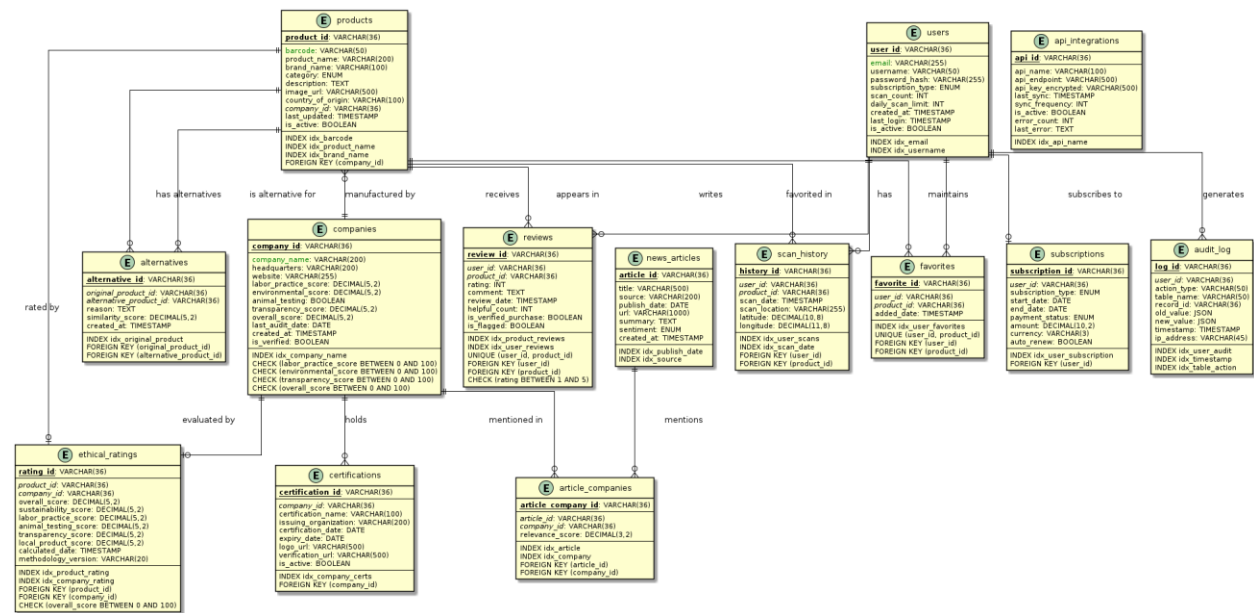 E products
product_id: VARCHAR(36)
barcode: VARCHAR(50)
product_name: VARCHAR(200)
brand_name: VARCHAR(100)
category: ENUM
description: TEXT
image_url: VARCHAR(500)
country_of_origin: VARCHAR(100)
company_id: VARCHAR(36)
last_updated: TIMESTAMP
is_active: BOOLEAN
INDEX idx_barcode
INDEX idx_product_name
INDEX idx_brand_name
FOREIGN KEY (company_id)
E users
user_id: VARCHAR(36)
email: VARCHAR(255)
username: VARCHAR(50)
password_hash: VARCHAR(255)
subscription_type: ENUM
scan_count: INT
daily_scan_limit: INT
created_at: TIMESTAMP
last_login: TIMESTAMP
is_active: BOOLEAN
INDEX idx_email
INDEX idx_username
E api_integrations
api_id: VARCHAR(36)
api_name: VARCHAR(100)
api_endpoint: VARCHAR(500)
api_key_encrypted: VARCHAR(500)
last_sync: TIMESTAMP
sync_frequency: INT
is_active: BOOLEAN
error_count: INT
last_error: TEXT
INDEX idx_api_name
has alternatives
is alternative for
manufactured by
receives
appears in
writes
favorited in
has
maintains
subscribes to
generates
E alternatives
alternative_id: VARCHAR(36)
original_product_id: VARCHAR(36)
alternative_product_id: VARCHAR(36)
reason: TEXT
similarity_score: DECIMAL(5,2)
created_at: TIMESTAMP
INDEX idx_original_product
FOREIGN KEY (original_product_id)
FOREIGN KEY (alternative_product_id)
E companies
company_id: VARCHAR(36)
company_name: VARCHAR(200)
headquarters: VARCHAR(200)
website: VARCHAR(255)
labor_practice_score: DECIMAL(5,2)
environmental_score: DECIMAL(5,2)
animal_testing: BOOLEAN
transparency_score: DECIMAL(5,2)
overall_score: DECIMAL(5,2)
last_audit_date: DATE
created_at: TIMESTAMP
is_verified: BOOLEAN
INDEX idx_company_name
CHECK (labor_practice_score BETWEEN 0 AND 100)
CHECK (environmental_score BETWEEN 0 AND 100)
CHECK (transparency_score BETWEEN 0 AND 100)
CHECK (overall_score BETWEEN 0 AND 100)
E reviews
review_id: VARCHAR(36)
user_id: VARCHAR(36)
product_id: VARCHAR(36)
rating: INT
comment: TEXT
review_date: TIMESTAMP
helpful_count: INT
is_verified_purchase: BOOLEAN
is_flagged: BOOLEAN
INDEX idx_product_reviews
INDEX idx_user_reviews
UNIQUE (user_id, product_id)
FOREIGN KEY (user_id)
FOREIGN KEY (product_id)
CHECK (rating BETWEEN 1 AND 5)
E news_articles
article_id: VARCHAR(36)
title: VARCHAR(500)
source: VARCHAR(200)
publish_date: DATE
url: VARCHAR(1000)
summary: TEXT
sentiment: ENUM
created_at: TIMESTAMP
INDEX idx_publish_date
INDEX idx_source
E scan_history
history_id: VARCHAR(36)
user_id: VARCHAR(36)
product_id: VARCHAR(36)
scan_date: TIMESTAMP
scan_location: VARCHAR(255)
latitude: DECIMAL(10,8)
longitude: DECIMAL(11,8)
INDEX idx_user_scans
INDEX idx_scan_date
FOREIGN KEY (user_id)
FOREIGN KEY (product_id)
E favorites
favorite_id: VARCHAR(36)
user_id: VARCHAR(36)
product_id: VARCHAR(36)
added_date: TIMESTAMP
INDEX idx_user_favorites
UNIQUE (user_id, product_id)
FOREIGN KEY (user_id)
FOREIGN KEY (product_id)
E subscriptions
subscription_id: VARCHAR(36)
user_id: VARCHAR(36)
subscription_type: ENUM
start_date: DATE
end_date: DATE
payment_status: ENUM
amount: DECIMAL(10,2)
currency: VARCHAR(3)
auto_renew: BOOLEAN
INDEX idx_user_subscription
FOREIGN KEY (user_id)
E audit_log
log_id: VARCHAR(36)
user_id: VARCHAR(36)
action_type: VARCHAR(50)
table_name: VARCHAR(50)
record_id: VARCHAR(36)
old_value: JSON
new_value: JSON
timestamp: TIMESTAMP
ip_address: VARCHAR(45)
INDEX idx_user_audit
INDEX idx_timestamp
INDEX idx_table_action
rated by
evaluated by
holds
mentioned in
mentions
E ethical_ratings
rating_id: VARCHAR(36)
product_id: VARCHAR(36)
company_id: VARCHAR(36)
overall_score: DECIMAL(5,2)
sustainability_score: DECIMAL(5,2)
labor_practice_score: DECIMAL(5,2)
animal_testing_score: DECIMAL(5,2)
transparency_score: DECIMAL(5,2)
local_product_score: DECIMAL(5,2)
calculated_date: TIMESTAMP
methodology_version: VARCHAR(20)
INDEX idx_product_rating
INDEX idx_company_rating
FOREIGN KEY (product_id)
FOREIGN KEY (company_id)
CHECK (overall_score BETWEEN 0 AND 100)
E certifications
certification_id: VARCHAR(36)
company_id: VARCHAR(36)
certification_name: VARCHAR(100)
issuing_organization: VARCHAR(200)
certification_date: DATE
expiry_date: DATE
logo_url: VARCHAR(500)
verification_url: VARCHAR(500)
is_active: BOOLEAN
INDEX idx_company_certs
FOREIGN KEY (company_id)
E article_companies
article_company_id: VARCHAR(36)
article_id: VARCHAR(36)
company_id: VARCHAR(36)
relevance_score: DECIMAL(3,2)
INDEX idx_article
INDEX idx_company
FOREIGN KEY (article_id)
FOREIGN KEY (company_id)